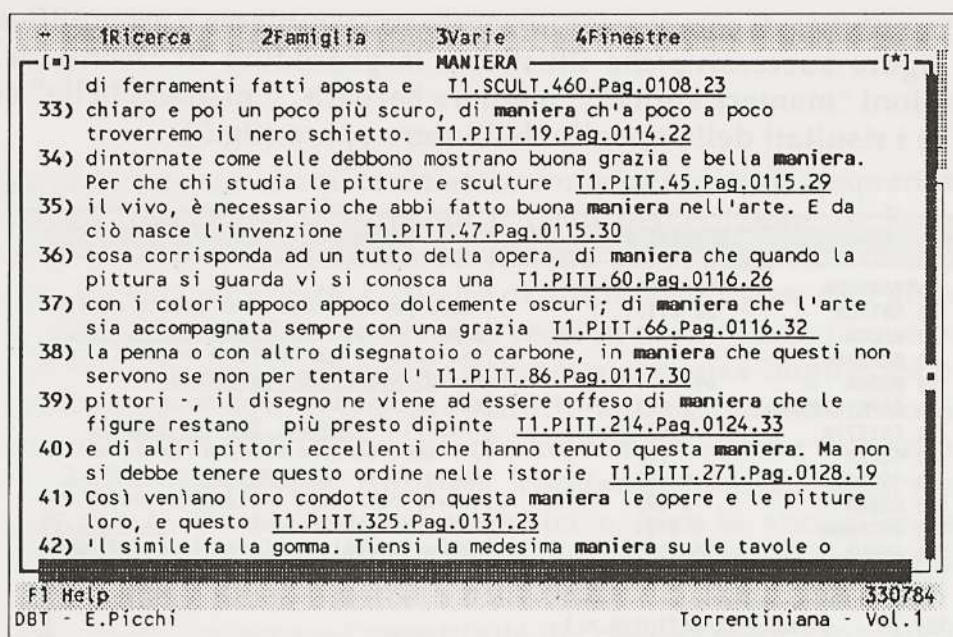 1Ricerca 2Famiglia 3Varie 4Finestre
[▪] MANIERA [*]
di ferramenti fatti aposta e T1.SCULT.460.Pag.0108.23
33) chiaro e poi un poco più scuro, di maniera ch'a poco a poco
troverremo il nero schietto. T1.PITT.19.Pag.0114.22
34) dintornate come elle debbono mostrano buona grazia e bella maniera.
Per che chi studia le pitture e sculture T1.PITT.45.Pag.0115.29
35) il vivo, è necessario che abbi fatto buona maniera nell'arte. E da
ciò nasce l'invenzione T1.PITT.47.Pag.0115.30
36) cosa corrisponda ad un tutto della opera, di maniera che quando la
pittura si guarda vi si conosca una T1.PITT.60.Pag.0116.26
37) con i colori appoco appoco dolcemente oscuri; di maniera che l'arte
sia accompagnata sempre con una grazia T1.PITT.66.Pag.0116.32
38) la penna o con altro disegnatoio o carbone, in maniera che questi non
servono se non per tentare l' T1.PITT.86.Pag.0117.30
39) pittori -, il disegno ne viene ad essere offeso di maniera che le
figure restano più presto dipinte T1.PITT.214.Pag.0124.33
40) e di altri pittori eccellenti che hanno tenuto questa maniera. Ma non
si debbe tenere questo ordine nelle istorie T1.PITT.271.Pag.0128.19
41) Così venìano loro condotte con questa maniera le opere e le pitture
loro, e questo T1.PITT.325.Pag.0131.23
42) 'l simile fa la gomma. Tiensi la medesima maniera su le tavole o
F1 Help 330784
DBT - E.Picchi Torrentiniana - Vol.1